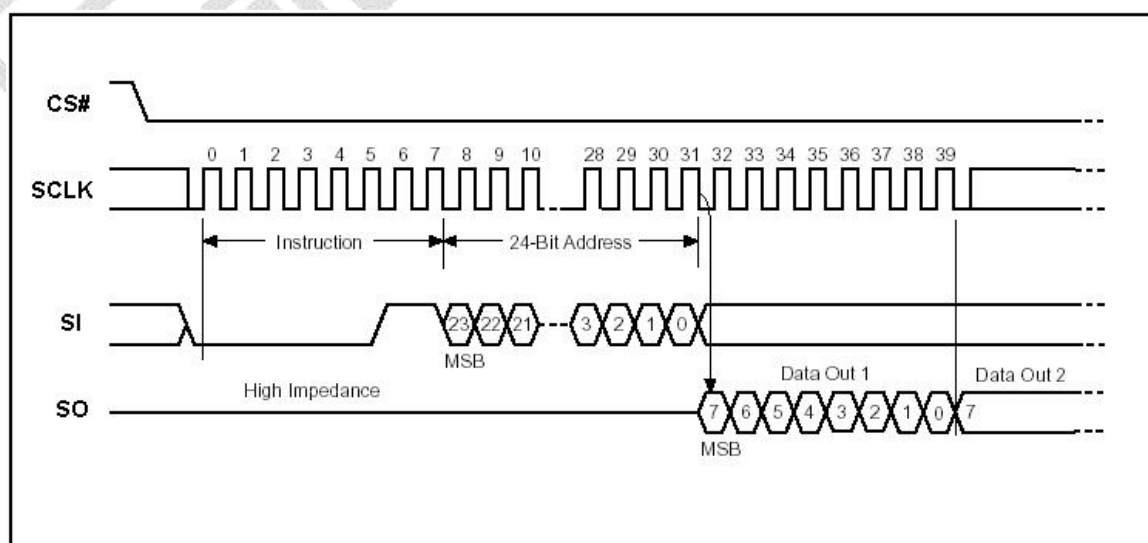 CS#
0 1 2 3 4 5 6 7 8 9 10 28 29 30 31 32 33 34 35 36 37 38 39
SCLK
Instruction 24-Bit Address
SI
23 22 21 3 2 1 0
MSB
High Impedance
Data Out 1 Data Out 2
SO
7 6 5 4 3 2 1 0 7
MSB